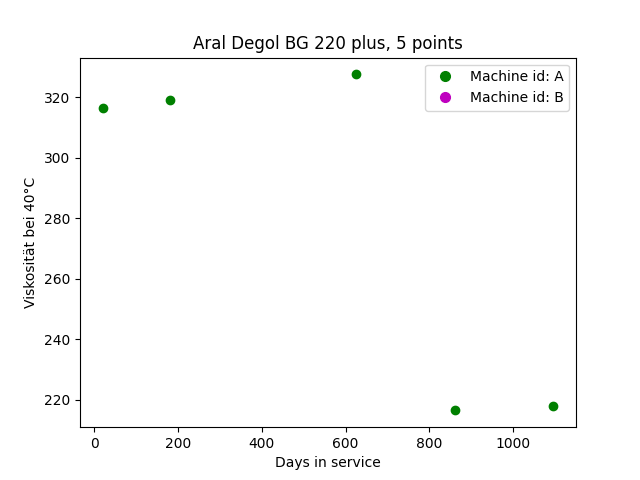 Aral Degol BG 220 plus, 5 points
Machine id: A
Machine id: B
320
300
280
260
240
220
Viskosität bei 40°C
0 200 400 600 800 1000
Days in service